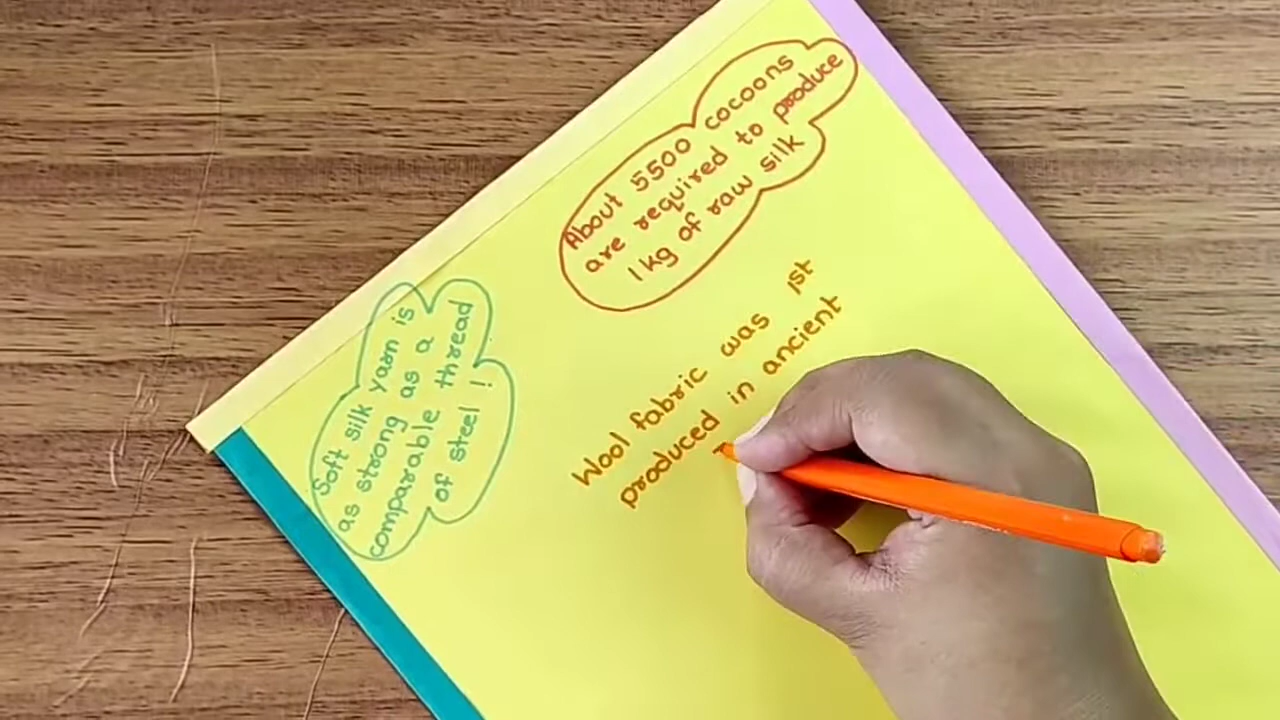 Soft silk yarn is
as strong as a
comparable thread
of steel !
About 5500 cocoons
are required to produce
1 kg of raw silk
Wool fabric was 1st
produced in ancient